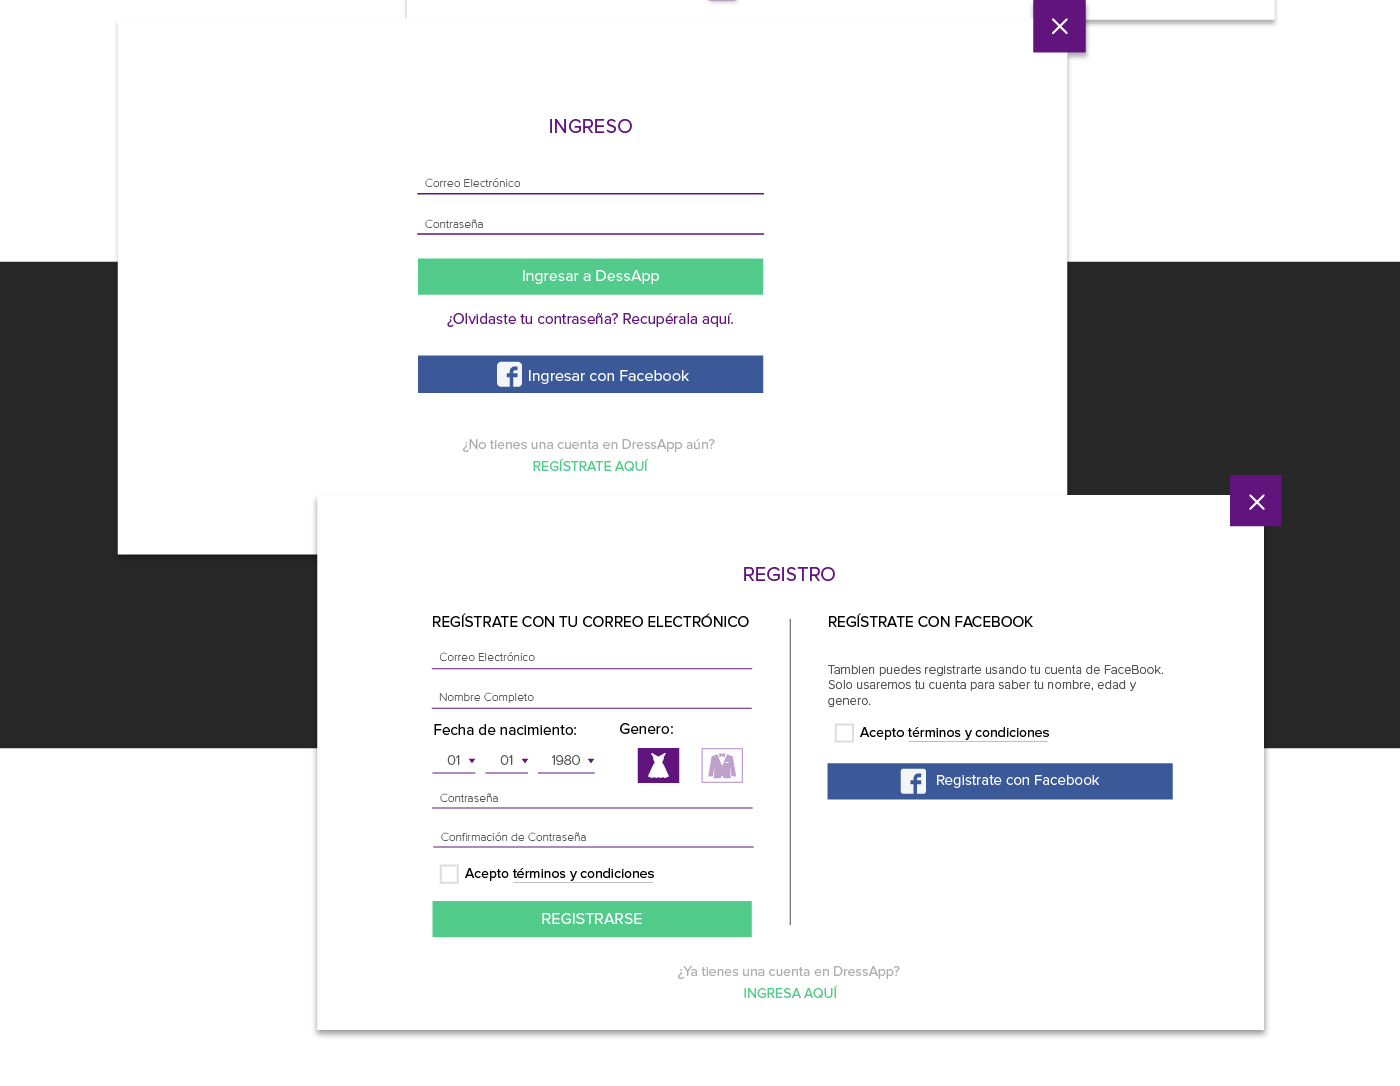 INGRESO
Correo Electrónico
Contraseña
Ingresar a DessApp
¿Olvidaste tu contraseña? Recupérala aquí.
Ingresar con Facebook
¿No tienes una cuenta en DressApp aún?
REGÍSTRATE AQUÍ
REGISTRO
REGÍSTRATE CON TU CORREO ELECTRÓNICO
Correo Electrónico
Nombre Completo
Fecha de nacimiento:
Genero:
01 01 1980
Contraseña
Confirmación de Contraseña
Acepto términos y condiciones
REGISTRARSE
REGÍSTRATE CON FACEBOOK
Tambien puedes registrarte usando tu cuenta de FaceBook.
Solo usaremos tu cuenta para saber tu nombre, edad y
genero.
Acepto términos y condiciones
Registrate con Facebook
¿Ya tienes una cuenta en DressApp?
INGRESA AQUÍ